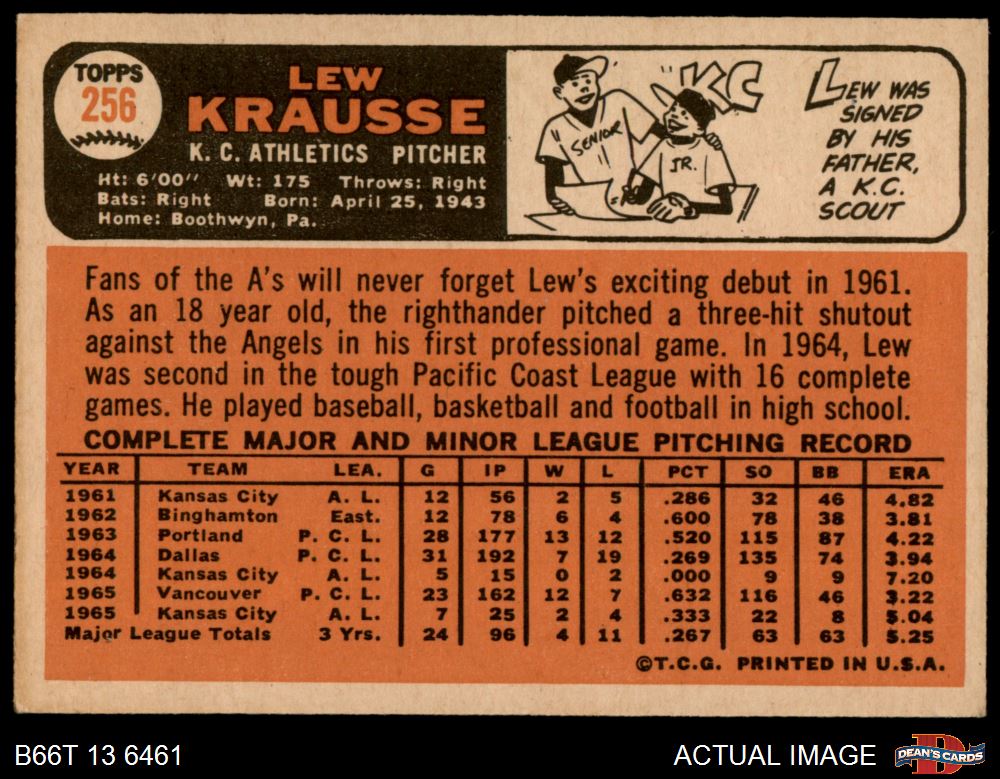 TOPPS
256
LEW
KRAUSSE
K. C. ATHLETICS PITCHER
Ht: 6'00" Wt: 175 Throws: Right
Bats: Right Born: April 25, 1943
Home: Boothwyn, Pa.
KC
SENIOR
JR.
LEW WAS
SIGNED
BY HIS
FATHER,
A K.C.
SCOUT
Fans of the A's will never forget Lew's exciting debut in 1961.
As an 18 year old, the righthander pitched a three-hit shutout
against the Angels in his first professional game. In 1964, Lew
was second in the tough Pacific Coast League with 16 complete
games. He played baseball, basketball and football in high school.
COMPLETE MAJOR AND MINOR LEAGUE PITCHING RECORD
YEAR TEAM LEA. G IP W L PCT SO BB ERA
1961 Kansas City A. L. 12 56 2 5 .286 32 46 4.82
1962 Binghamton East. 12 78 6 4 .600 78 38 3.81
1963 Portland P. C. L. 28 177 13 12 .520 115 87 4.22
1964 Dallas P. C. L. 31 192 7 19 .269 135 74 3.94
1964 Kansas City A. L. 5 15 0 2 .000 9 9 7.20
1965 Vancouver P. C. L. 23 162 12 7 .632 116 46 3.22
1965 Kansas City A. L. 7 25 2 4 .333 22 8 5.04
Major League Totals 3 Yrs. 24 96 4 11 .267 63 63 5.25
©T.C.G. PRINTED IN U.S.A.
B66T 13 6461
ACTUAL IMAGE
DEAN'S CARDS